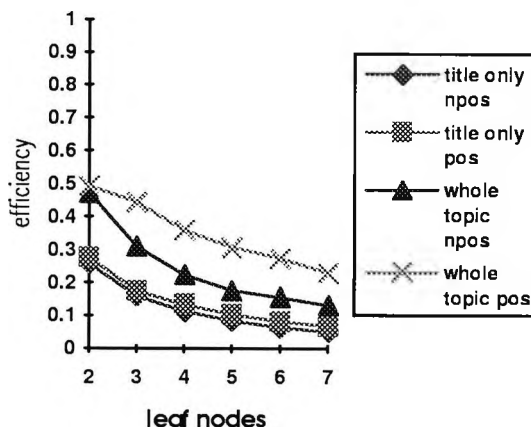 1
0.9
0.8
0.7
0.6
0.5
0.4
0.3
0.2
0.1
0
efficiency
2 3 4 5 6 7
leaf nodes
title only
npos
title only
pos
whole
topic
npos
whole
topic pos